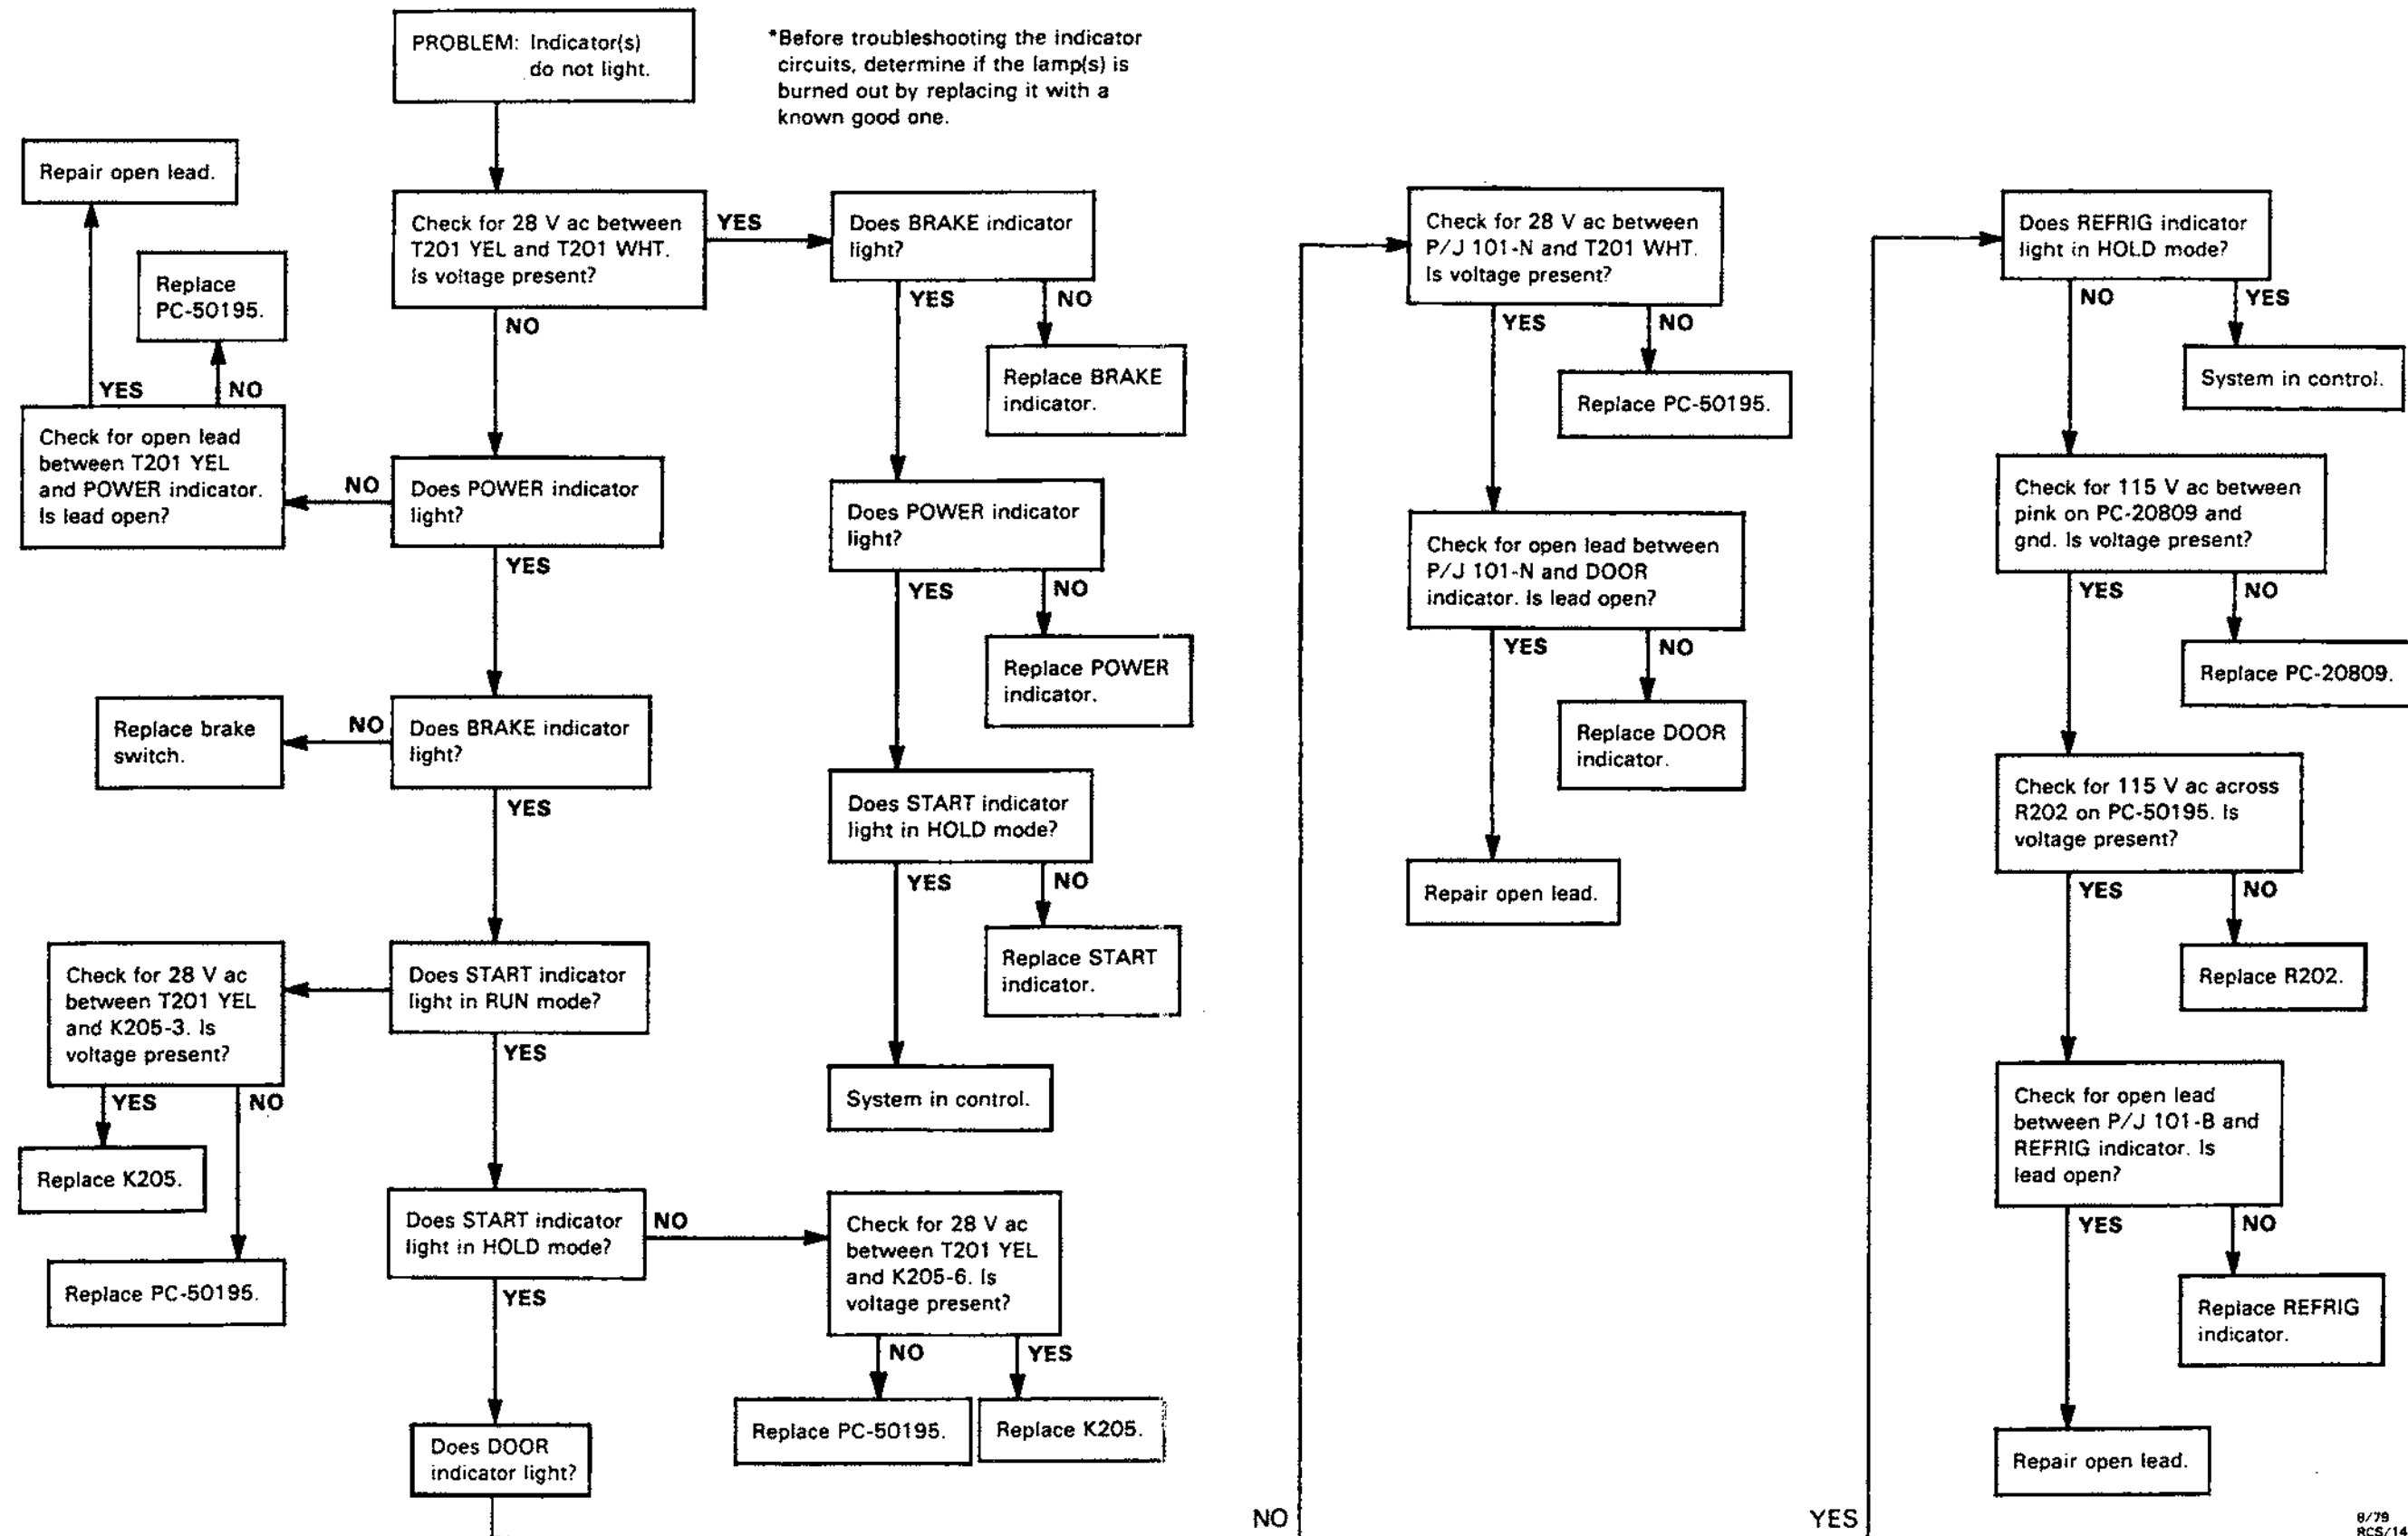 PROBLEM: Indicator(s)
do not light.
*Before troubleshooting the indicator
circuits, determine if the lamp(s) is
burned out by replacing it with a
known good one.
Repair open lead.
Replace
PC-50195.
YES
NO
Check for open lead
between T201 YEL
and POWER indicator.
Is lead open?
Check for 28 V ac between
T201 YEL and T201 WHT.
Is voltage present?
YES
NO
NO
Does POWER indicator
light?
YES
Replace brake
switch.
NO
Does BRAKE indicator
light?
YES
Check for 28 V ac
between T201 YEL
and K205-3. Is
voltage present?
YES
NO
Replace K205.
Replace PC-50195.
Does START indicator
light in RUN mode?
YES
Does START indicator
light in HOLD mode?
NO
YES
Check for 28 V ac
between T201 YEL
and K205-6. Is
voltage present?
NO
YES
Replace PC-50195.
Replace K205.
Does DOOR
indicator light?
Does BRAKE indicator
light?
YES
NO
Replace BRAKE
indicator.
Does POWER indicator
light?
YES
NO
Replace POWER
indicator.
Does START indicator
light in HOLD mode?
YES
NO
Replace START
indicator.
System in control.
NO
Check for 28 V ac between
P/J 101-N and T201 WHT.
Is voltage present?
YES
NO
Replace PC-50195.
Check for open lead between
P/J 101-N and DOOR
indicator. Is lead open?
YES
NO
Replace DOOR
indicator.
Repair open lead.
YES
Does REFRIG indicator
light in HOLD mode?
NO
YES
System in control.
Check for 115 V ac between
pink on PC-20809 and
gnd. Is voltage present?
YES
NO
Replace PC-20809.
Check for 115 V ac across
R202 on PC-50195. Is
voltage present?
YES
NO
Replace R202.
Check for open lead
between P/J 101-B and
REFRIG indicator. Is
lead open?
YES
NO
Replace REFRIG
indicator.
Repair open lead.
8/79